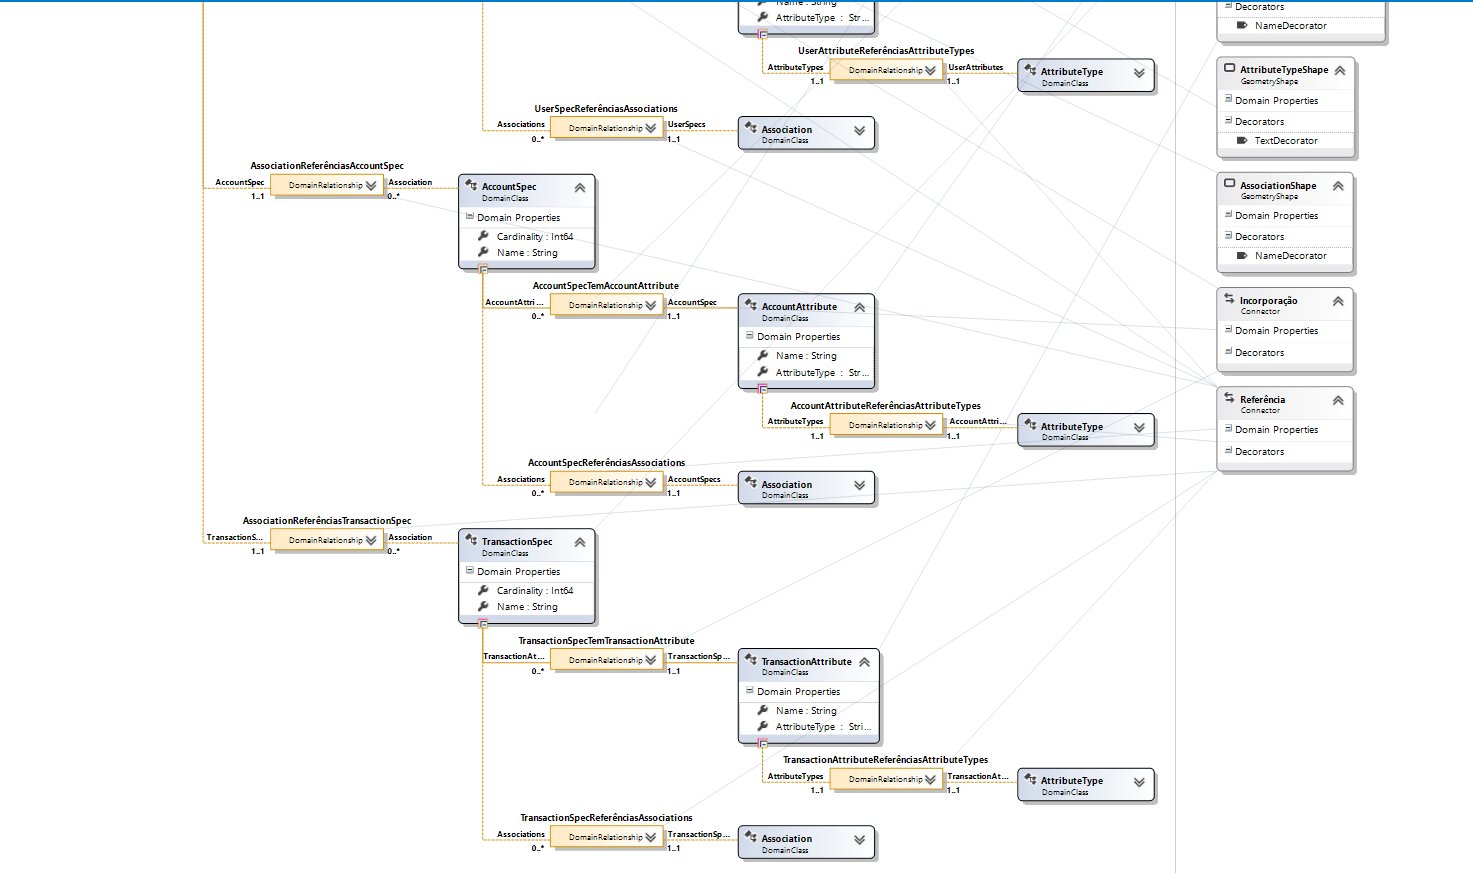 Name : String
AttributeType : Str...
Decorators
NameDecorator
UserAttributeReferênciasAttributeTypes
AttributeTypes
DomainRelationship
UserAttributes
1..1
1..1
AttributeType
DomainClass
AttributeTypeShape
GeometryShape
Domain Properties
Decorators
TextDecorator
UserSpecReferênciasAssociations
Associations
DomainRelationship
UserSpecs
0..*
1..1
Association
DomainClass
AssociationReferênciasAccountSpec
AccountSpec
DomainRelationship
Association
1..1
0..*
AccountSpec
DomainClass
Domain Properties
Cardinality : Int64
Name : String
AssociationShape
GeometryShape
Domain Properties
Decorators
NameDecorator
AccountSpecTemAccountAttribute
AccountAttri...
DomainRelationship
AccountSpec
0..*
1..1
AccountAttribute
DomainClass
Domain Properties
Name : String
AttributeType : Str...
Incorporação
Connector
Domain Properties
Decorators
AccountAttributeReferênciasAttributeTypes
AttributeTypes
DomainRelationship
AccountAttri...
1..1
1..1
AttributeType
DomainClass
Referência
Connector
Domain Properties
Decorators
AccountSpecReferênciasAssociations
Associations
DomainRelationship
AccountSpecs
0..*
1..1
Association
DomainClass
AssociationReferênciasTransactionSpec
TransactionS...
DomainRelationship
Association
1..1
0..*
TransactionSpec
DomainClass
Domain Properties
Cardinality : Int64
Name : String
TransactionSpecTemTransactionAttribute
TransactionAt...
DomainRelationship
TransactionSp...
0..*
1..1
TransactionAttribute
DomainClass
Domain Properties
Name : String
AttributeType : Stri...
TransactionAttributeReferênciasAttributeTypes
AttributeTypes
DomainRelationship
TransactionAt...
1..1
1..1
AttributeType
DomainClass
TransactionSpecReferênciasAssociations
Associations
DomainRelationship
TransactionSp...
0..*
1..1
Association
DomainClass